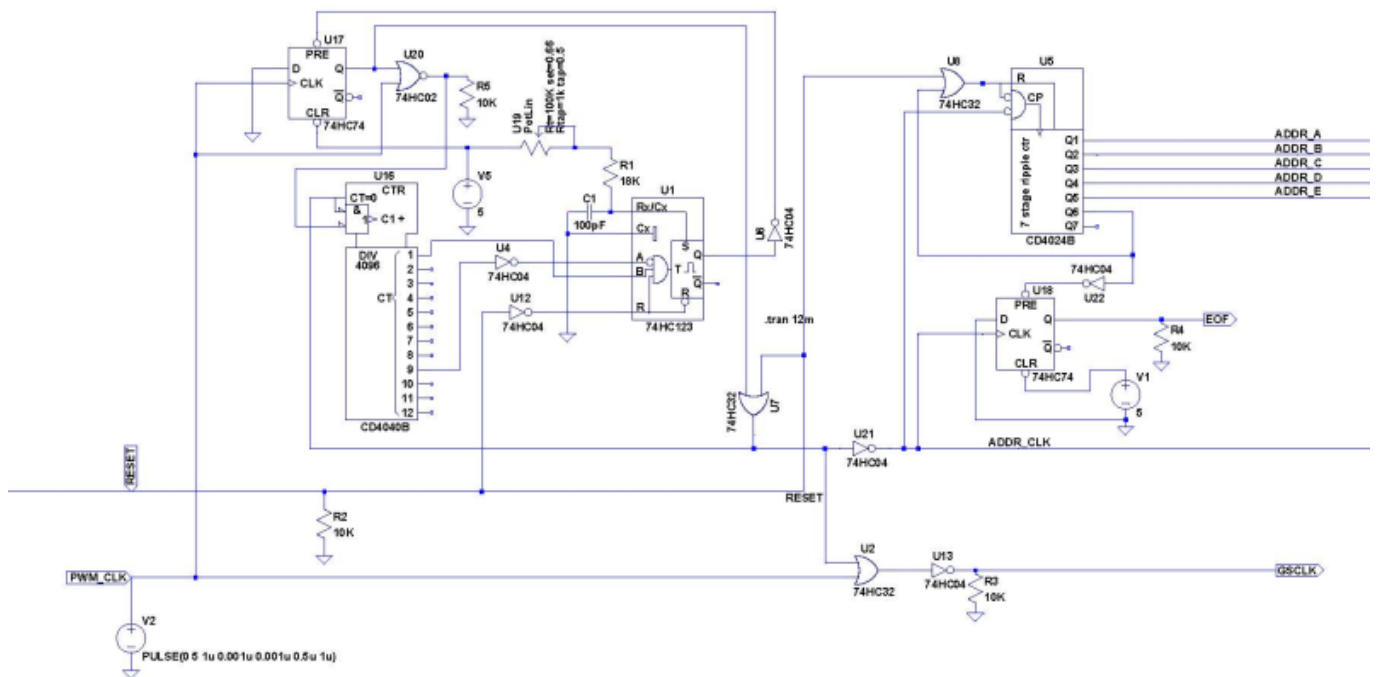 U17
PRE
D
Q
CLK
Q
CLR
74HC74
U20
74HC02
R5
10K
U19
PotLin
Rt=100K set=0.66
Rtap=1k tap=0.5
V5
5
R1
18K
C1
100pF
U16
CTR
CT=0
&
1
C1 +
DIV
4096
CT
1
2
3
4
5
6
7
8
9
10
11
12
CD4040B
U4
74HC04
U12
74HC04
U1
Rx/Cx
Cx
S
A
B
T
Q
Q
R
R
74HC123
U6
74HC04
.tran 12m
U7
74HC32
U8
74HC32
U5
R
CP
7 stage ripple ctr
Q1
Q2
Q3
Q4
Q5
Q6
Q7
CD4024B
ADDR_A
ADDR_B
ADDR_C
ADDR_D
ADDR_E
74HC04
U22
U18
PRE
D
Q
CLK
Q
CLR
74HC74
EOF
R4
10K
V1
5
U21
74HC04
ADDR_CLK
RESET
RESET
R2
10K
PWM_CLK
V2
PULSE(0 5 1u 0.001u 0.001u 0.5u 1u)
U2
74HC32
U13
74HC04
R3
10K
GSCLK